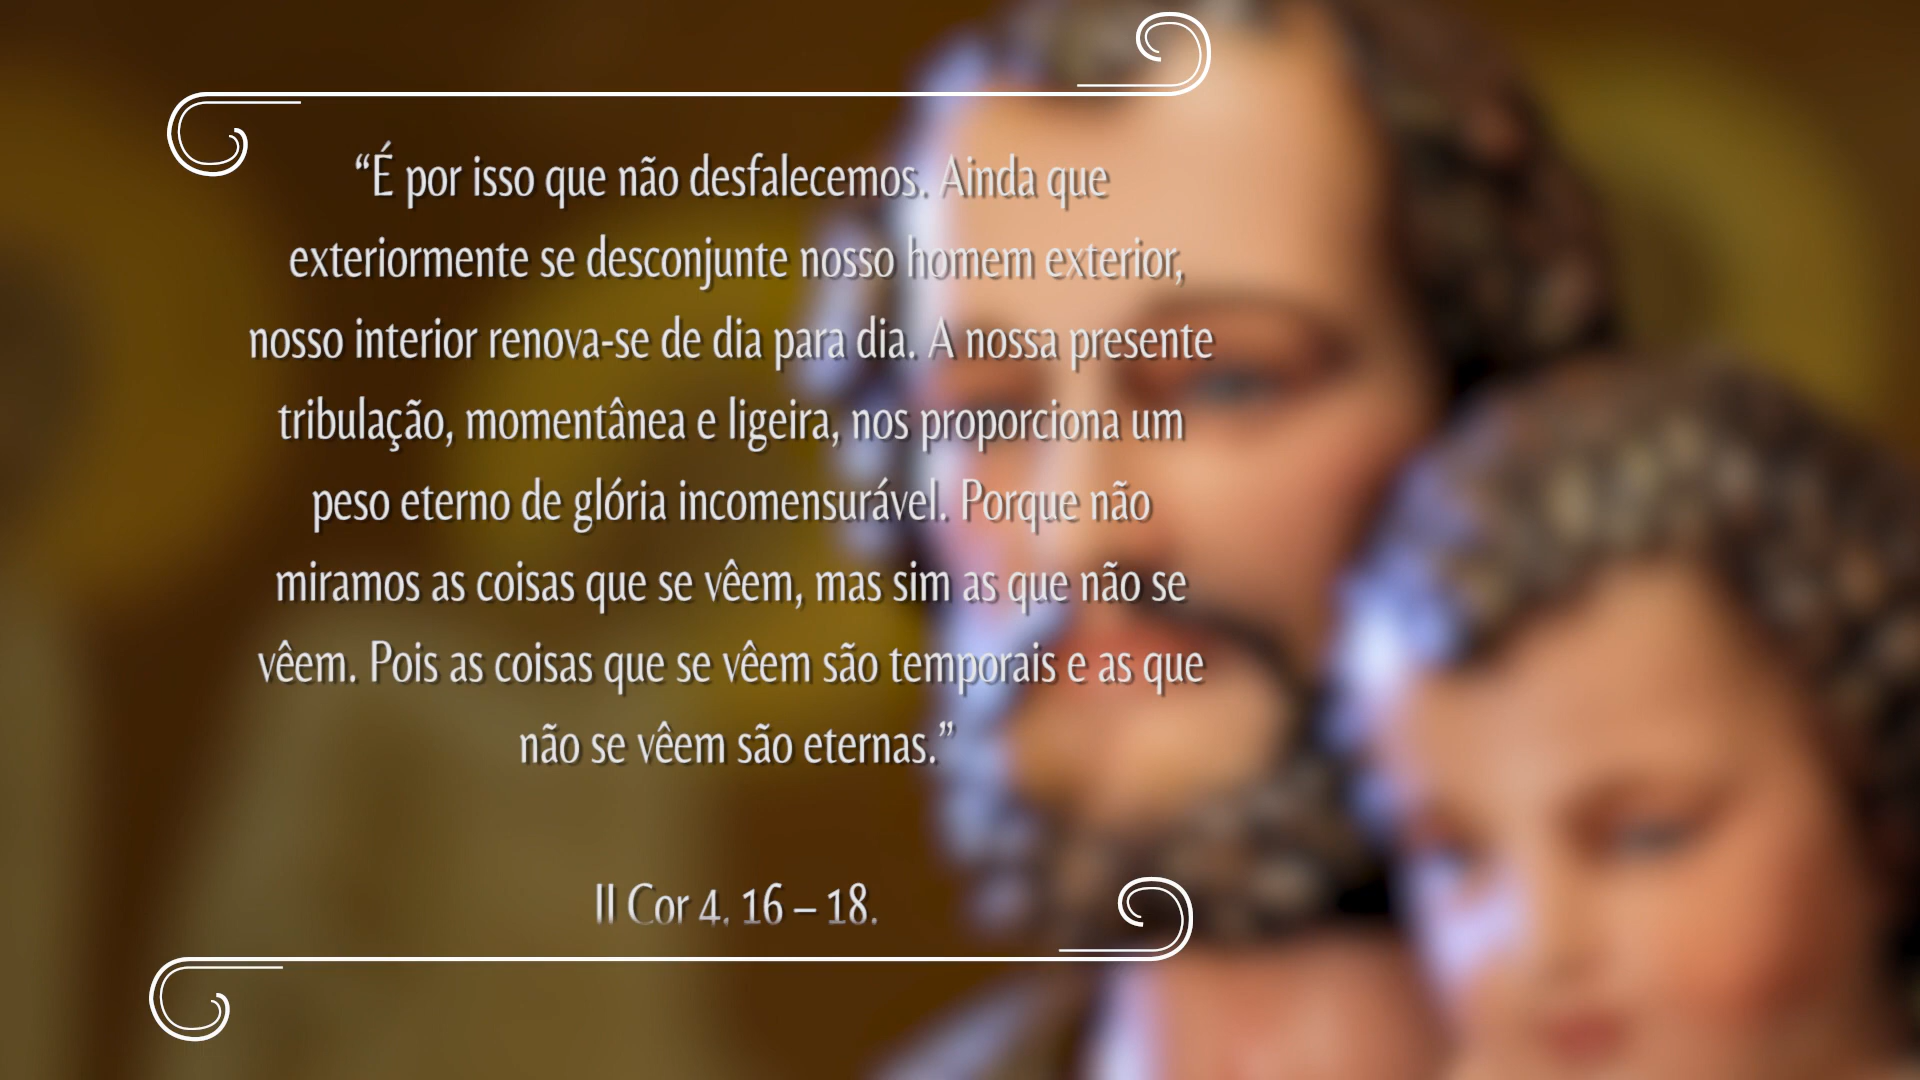 “É por isso que não desfalecemos. Ainda que
exteriormente se desconjunte nosso homem exterior,
nosso interior renova-se de dia para dia. A nossa presente
tribulação, momentânea e ligeira, nos proporciona um
peso eterno de glória incomensurável. Porque não
miramos as coisas que se vêem, mas sim as que não se
vêem. Pois as coisas que se vêem são temporais e as que
não se vêem são eternas.”
II Cor 4, 16 – 18.